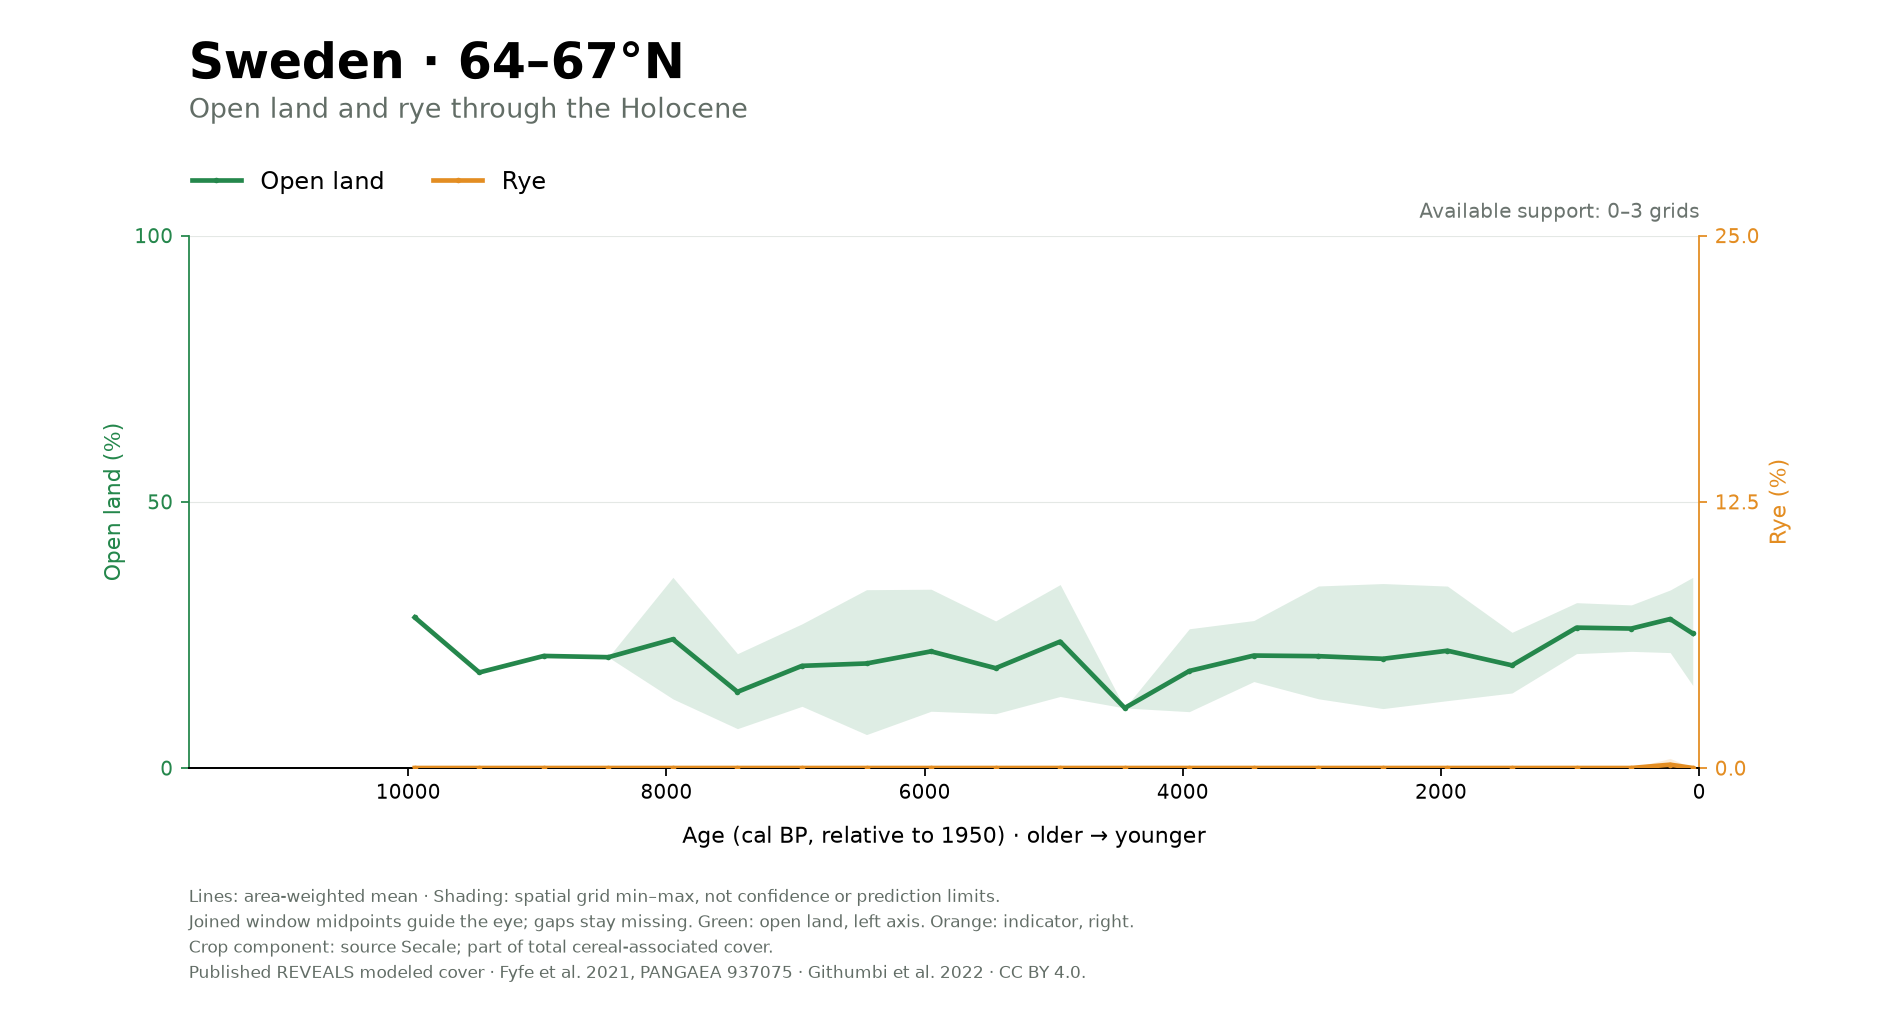 Sweden · 64–67°N
Open land and rye through the Holocene
Open land
Rye
Available support: 0–3 grids
100
50
0
Open land (%)
25.0
12.5
0.0
Rye (%)
10000
8000
6000
4000
2000
0
Age (cal BP, relative to 1950) · older → younger
Lines: area-weighted mean · Shading: spatial grid min–max, not confidence or prediction limits.
Joined window midpoints guide the eye; gaps stay missing. Green: open land, left axis. Orange: indicator, right.
Crop component: source Secale; part of total cereal-associated cover.
Published REVEALS modeled cover · Fyfe et al. 2021, PANGAEA 937075 · Githumbi et al. 2022 · CC BY 4.0.